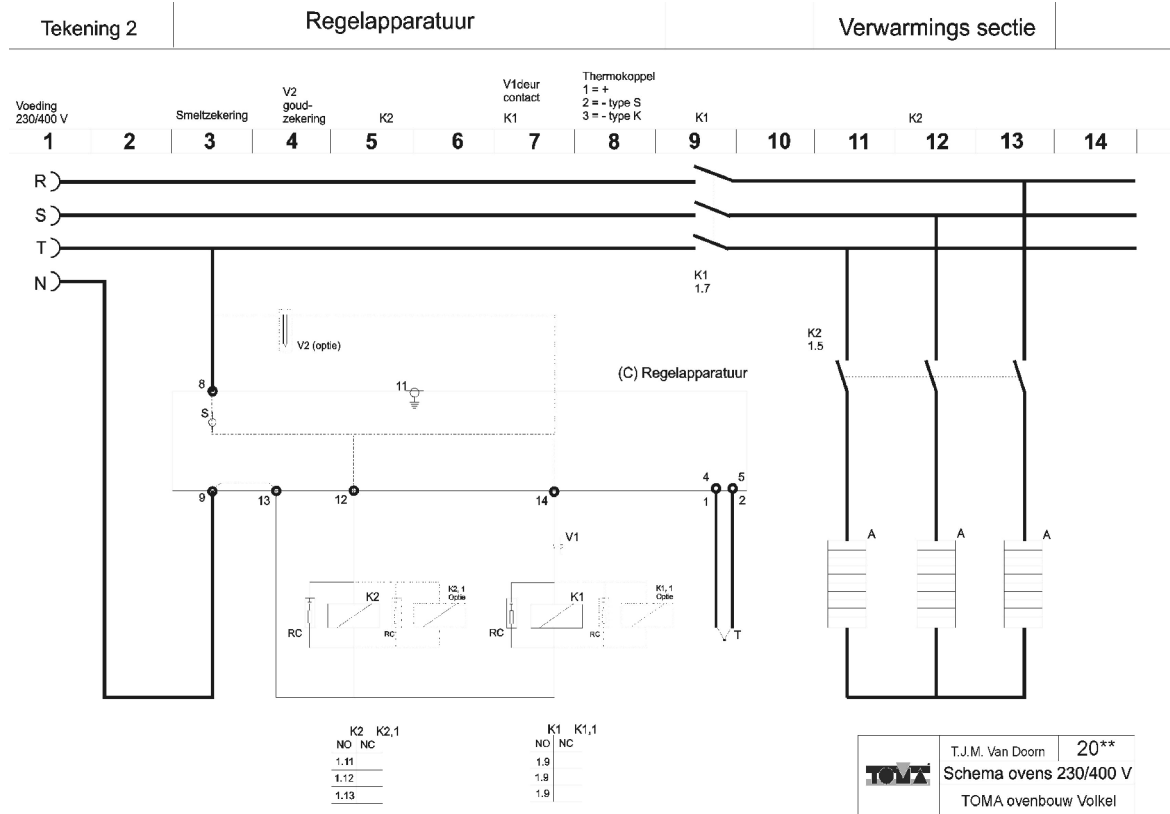 Tekening 2
Regelapparatuur
Verwarmings sectie
Voeding
230/400 V
Smeltzekering
V2
goud-
zekering
K2
K1
V1deur
contact
Thermokoppel
1 = +
2 = - type S
3 = - type K
K1
K2
1 2 3 4 5 6 7 8 9 10 11 12 13 14
R
S
T
N
K1
1.7
V2 (optie)
K2
1.5
(C) Regelapparatuur
8
11
S
4 5
9 13 12 14 1 2
V1
K2
K2, 1
Optie
K1
K1, 1
Optie
RC
RC
RC
RC
T
A
A
A
K2 K2,1
NO NC
1.11
1.12
1.13
K1 K1,1
NO NC
1.9
1.9
1.9
TOMA
T.J.M. Van Doorn
20**
Schema ovens 230/400 V
TOMA ovenbouw Volkel